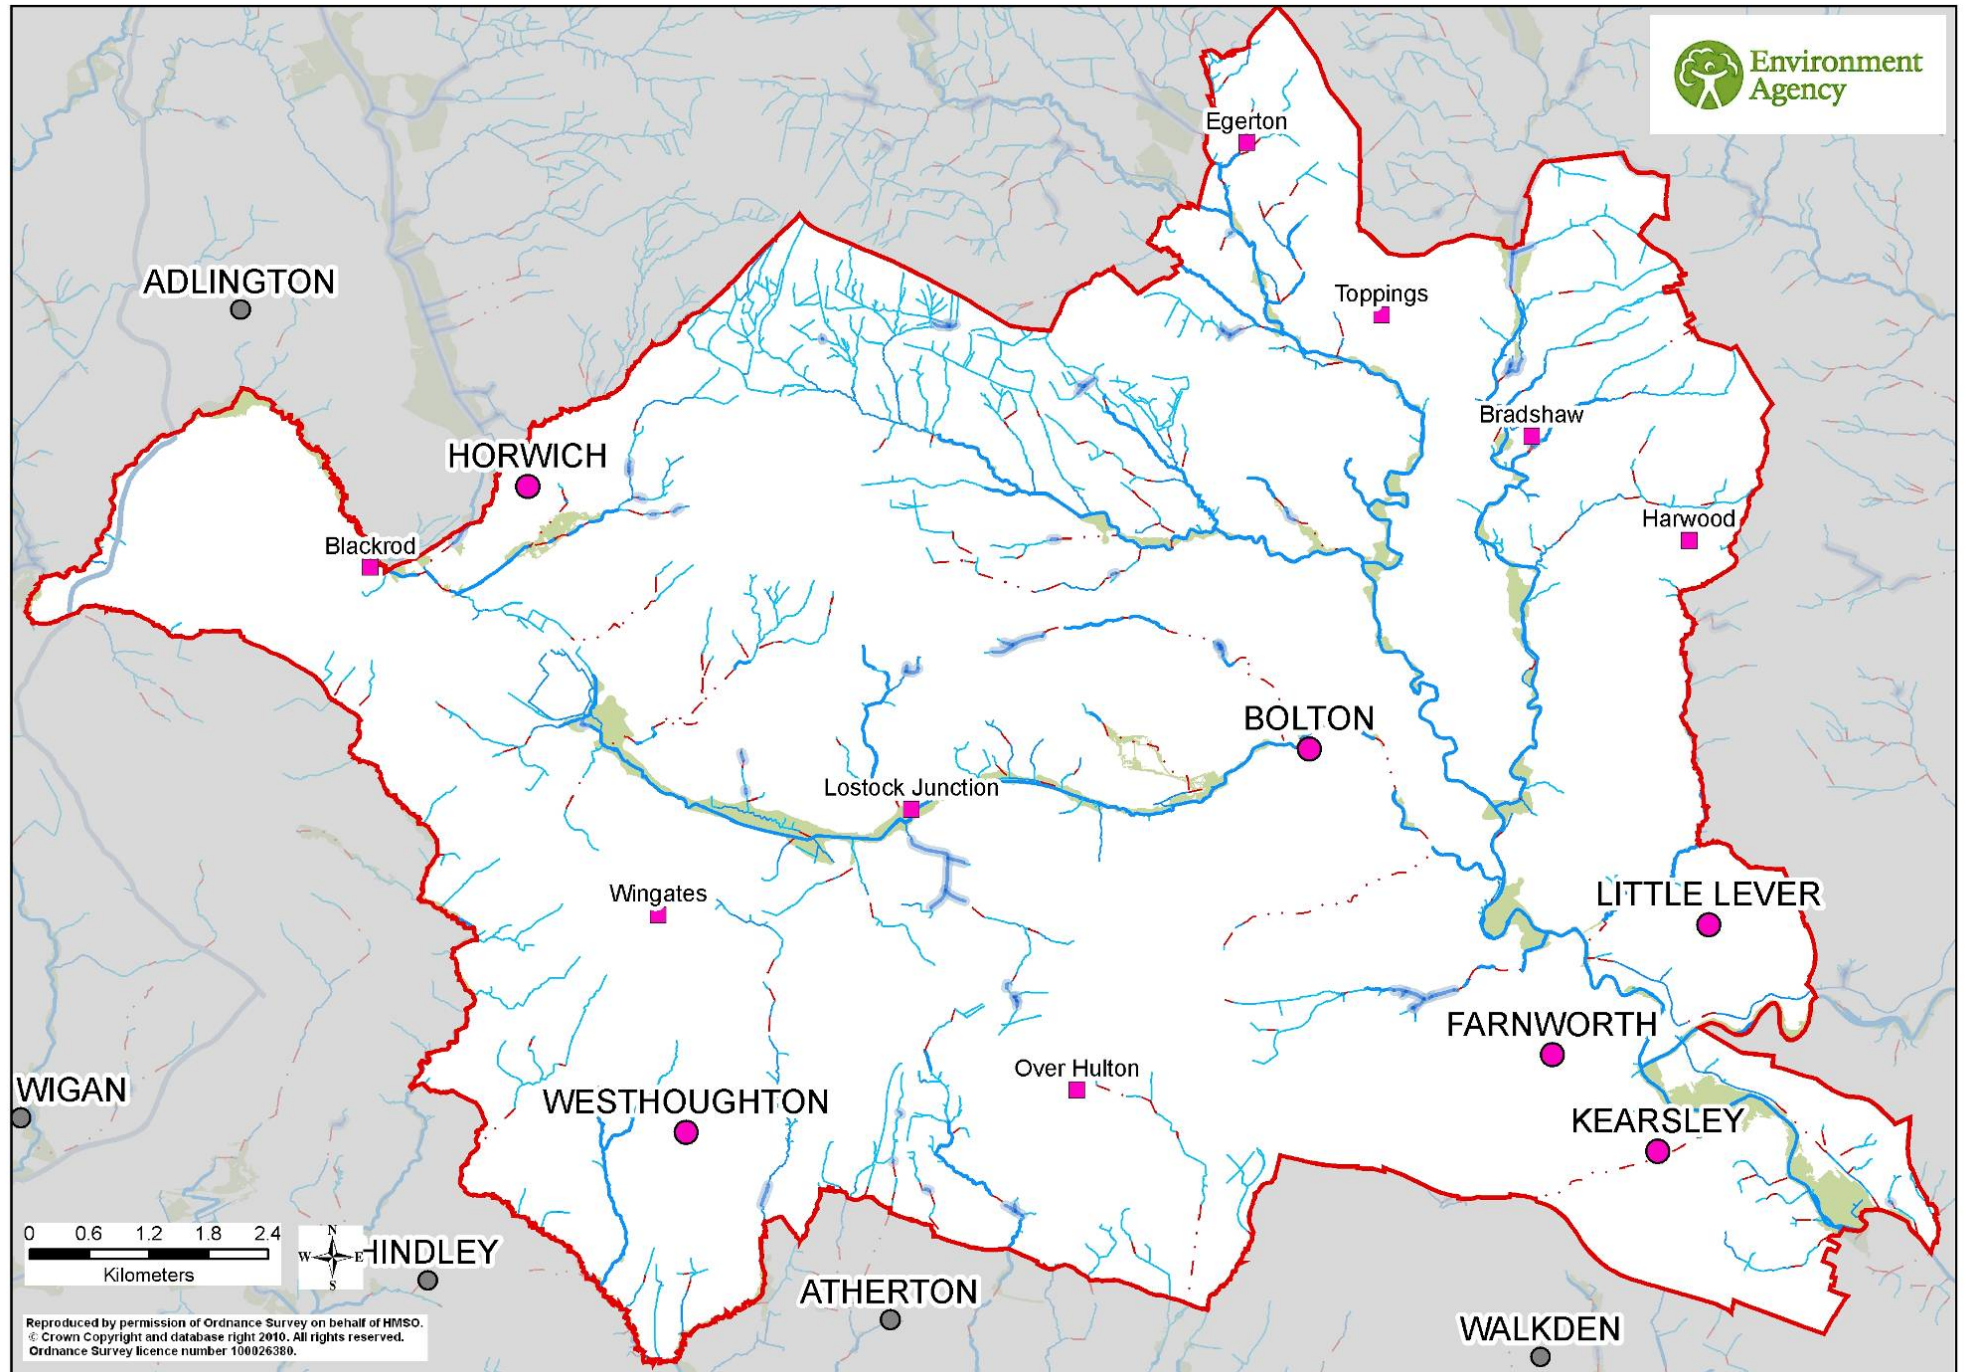 Environment
Agency
Egerton
ADLINGTON
Toppings
Bradshaw
HORWICH
Harwood
Blackrod
BOLTON
Lostock Junction
Wingates
LITTLE LEVER
FARNWORTH
Over Hulton
WIGAN
WESTHOUGHTON
KEARSLEY
0 0.6 1.2 1.8 2.4
Kilometers
N
W E
S
HINDLEY
ATHERTON
WALKDEN
Reproduced by permission of Ordnance Survey on behalf of HMSO.
© Crown Copyright and database right 2010. All rights reserved.
Ordnance Survey licence number 100026380.